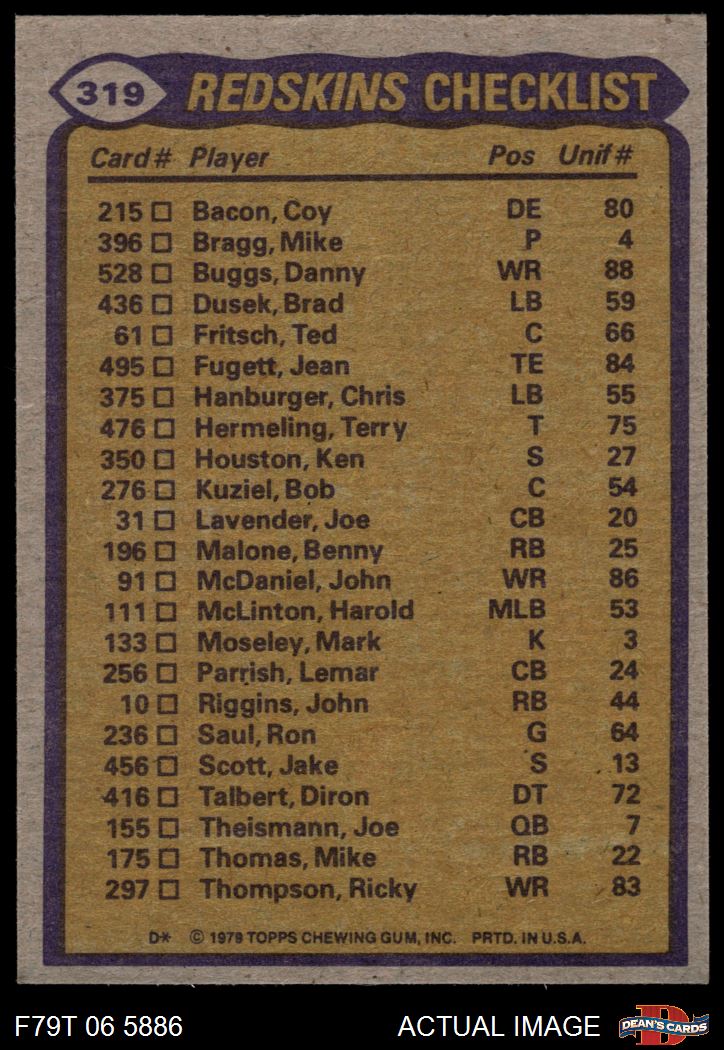 319 REDSKINS CHECKLIST
Card# Player Pos Unif#
215 □ Bacon, Coy DE 80
396 □ Bragg, Mike P 4
528 □ Buggs, Danny WR 88
436 □ Dusek, Brad LB 59
61 □ Fritsch, Ted C 66
495 □ Fugett, Jean TE 84
375 □ Hanburger, Chris LB 55
476 □ Hermeling, Terry T 75
350 □ Houston, Ken S 27
276 □ Kuziel, Bob C 54
31 □ Lavender, Joe CB 20
196 □ Malone, Benny RB 25
91 □ McDaniel, John WR 86
111 □ McLinton, Harold MLB 53
133 □ Moseley, Mark K 3
256 □ Parrish, Lemar CB 24
10 □ Riggins, John RB 44
236 □ Saul, Ron G 64
456 □ Scott, Jake S 13
416 □ Talbert, Diron DT 72
155 □ Theismann, Joe QB 7
175 □ Thomas, Mike RB 22
297 □ Thompson, Ricky WR 83
D* © 1979 TOPPS CHEWING GUM, INC. PRTD. IN U.S.A.
F79T 06 5886 ACTUAL IMAGE D DEAN'S CARDS